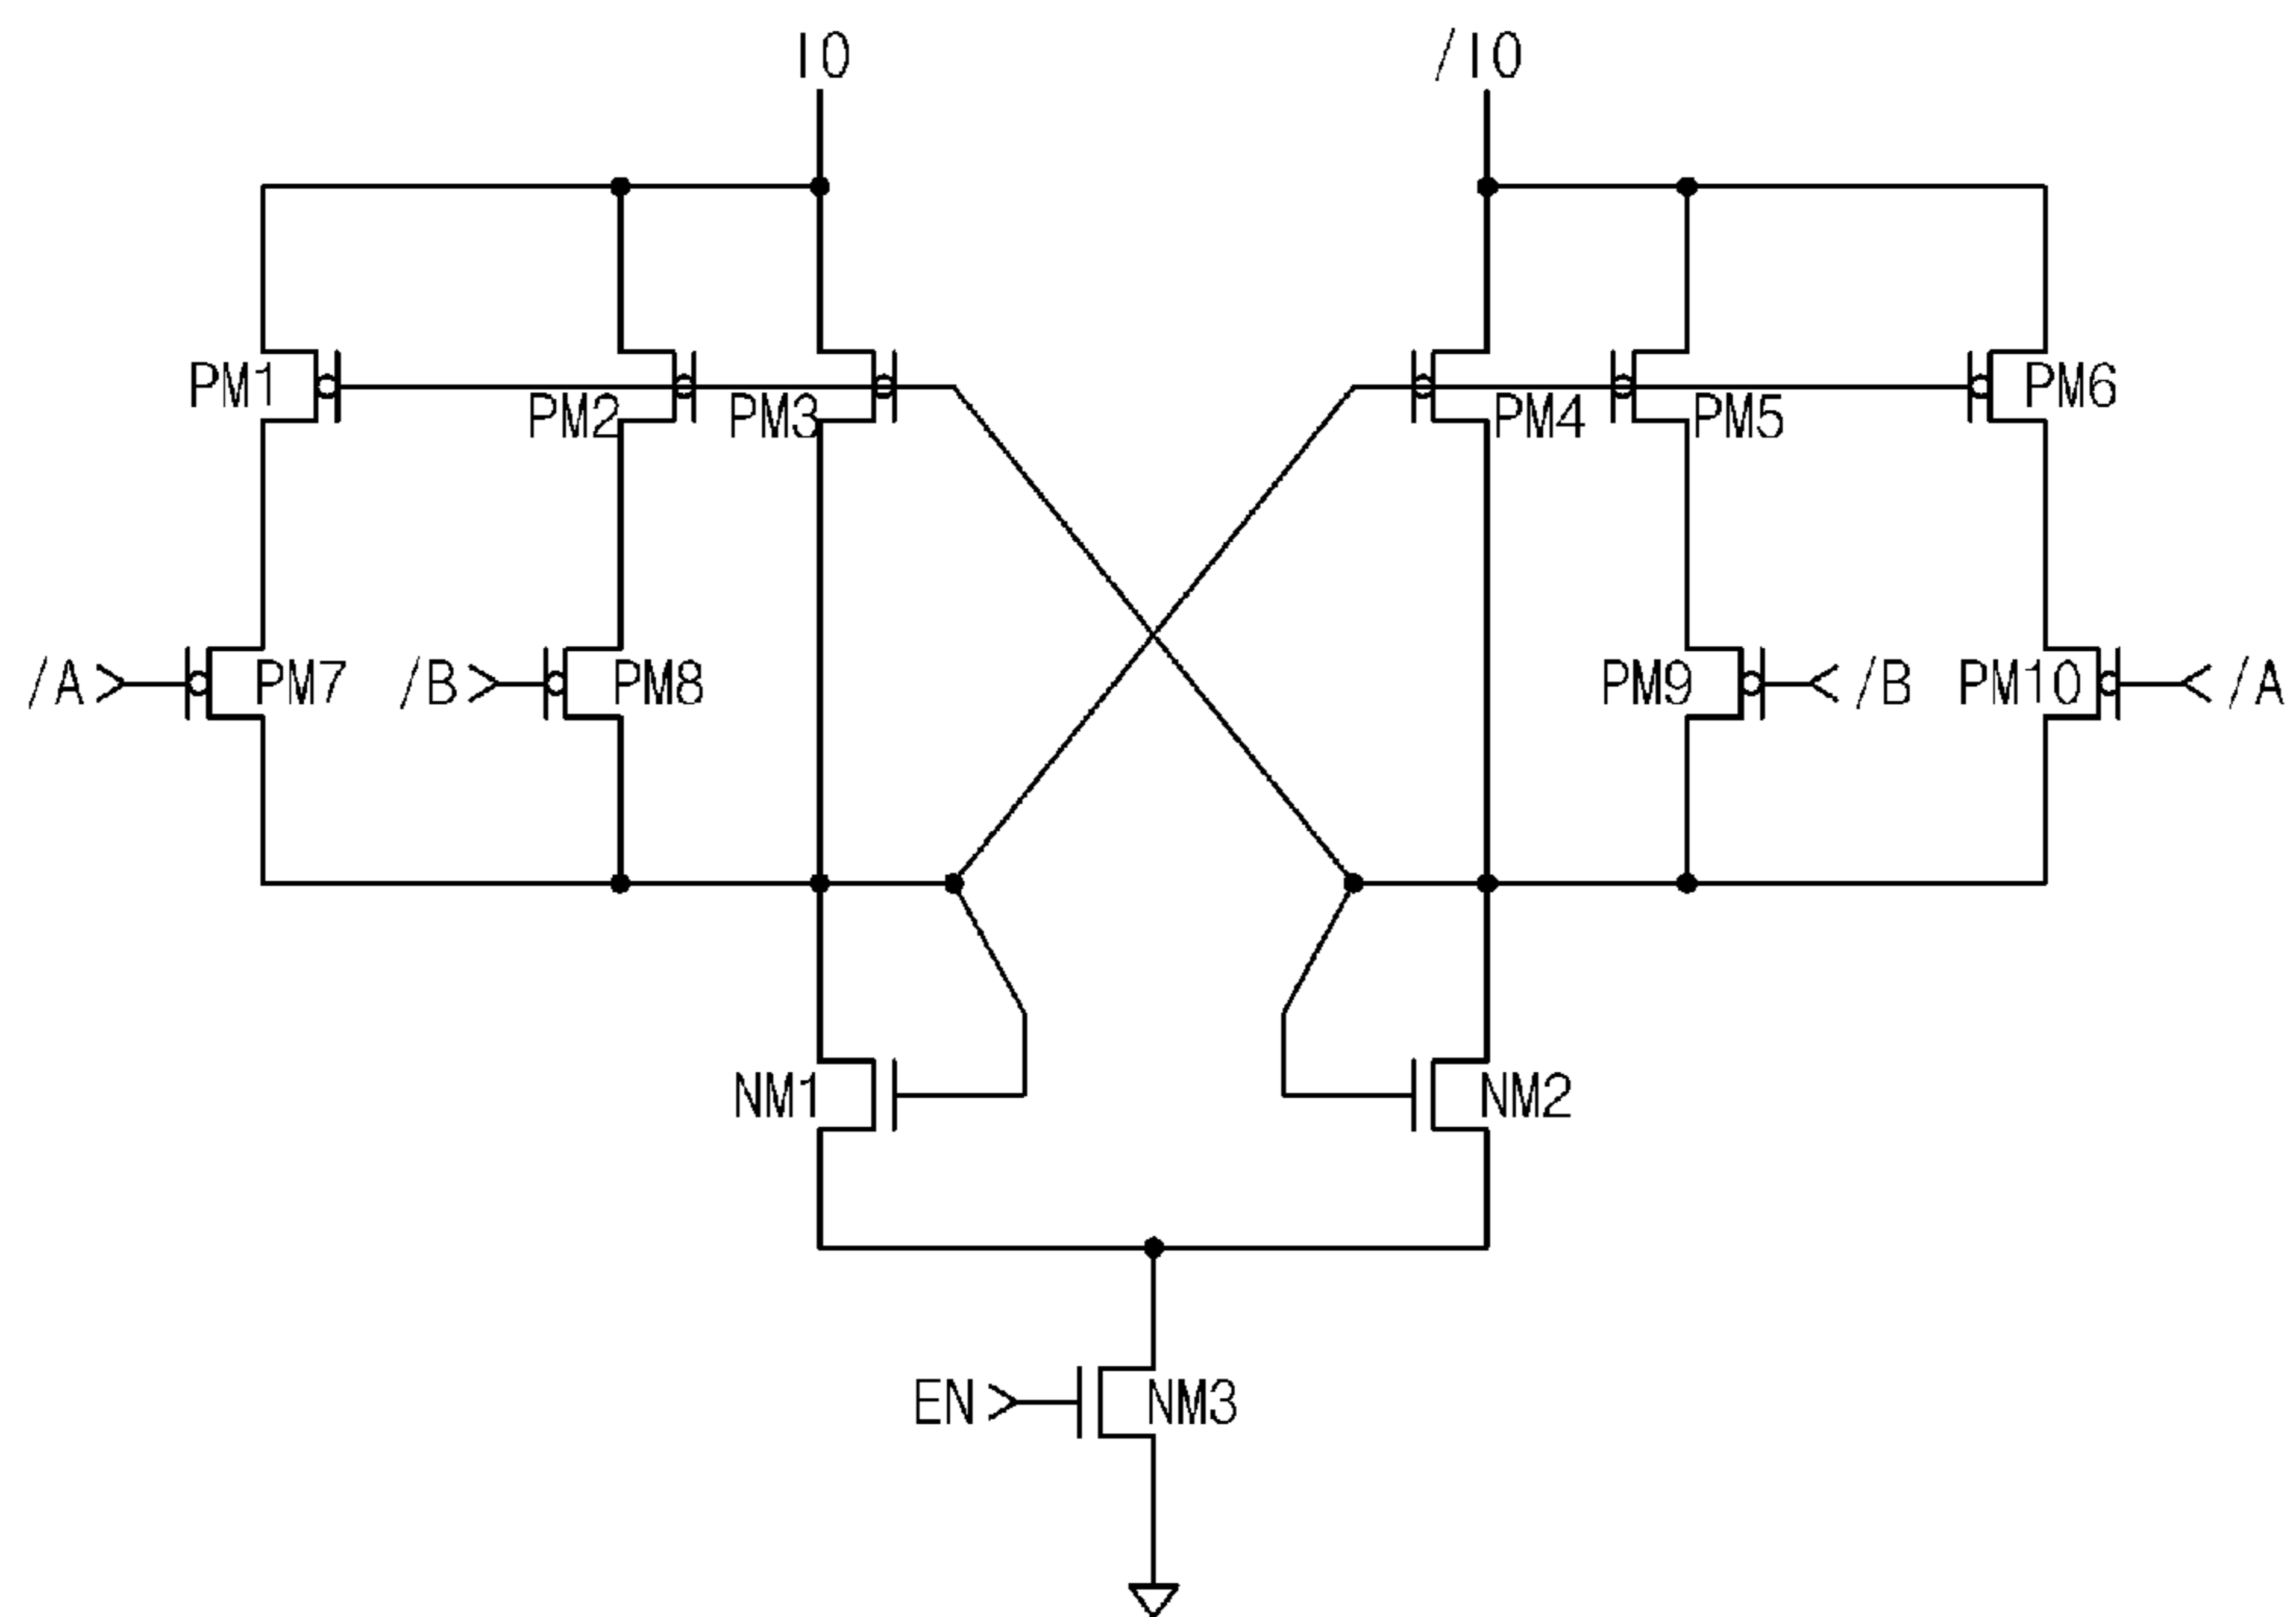 IO
/IO
PM1
PM2
PM3
PM4
PM5
PM6
/A
PM7
/B
PM8
PM9
/B
PM10
/A
NM1
NM2
EN
NM3